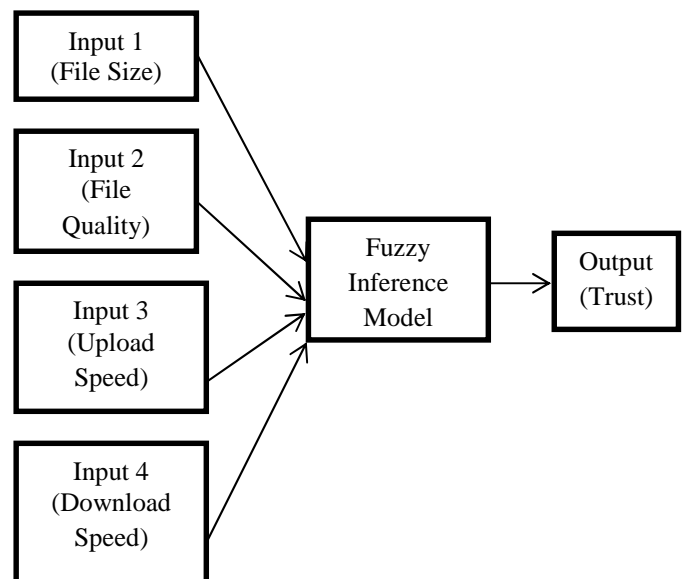 Input 1
(File Size)
Input 2
(File
Quality)
Input 3
(Upload
Speed)
Input 4
(Download
Speed)
Fuzzy
Inference
Model
Output
(Trust)